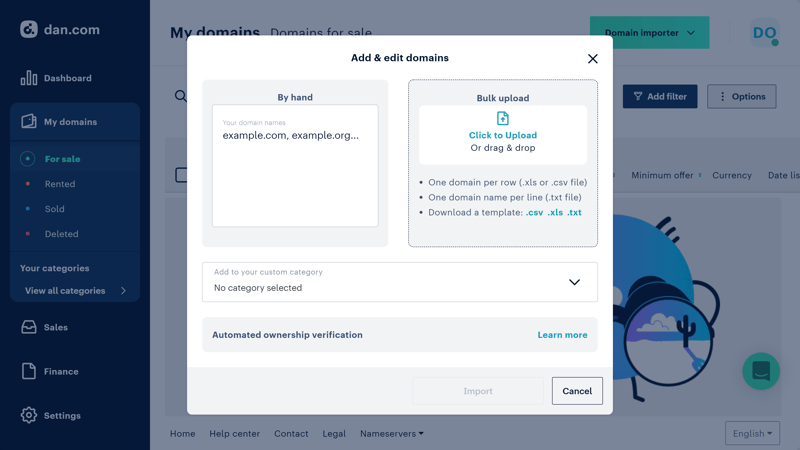 dan.com
Dashboard
My domains
For sale
Rented
Sold
Deleted
Your categories
View all categories
Sales
Finance
Settings
My domains
Domains for sale
Domain importer
DO
Add filter
Options
Minimum offer
Currency
Date lis
Add & edit domains
By hand
Your domain names
example.com, example.org...
Bulk upload
Click to Upload
Or drag & drop
One domain per row (.xls or .csv file)
One domain name per line (.txt file)
Download a template: .csv .xls .txt
Add to your custom category
No category selected
Automated ownership verification
Learn more
Import
Cancel
Home
Help center
Contact
Legal
Nameservers
English